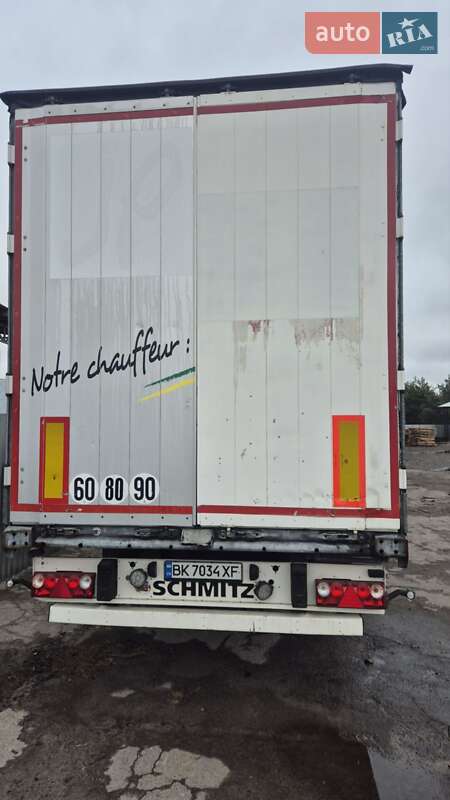 auto RIA
.com
Notre chauffeur :
60 80 90
BK 7034 XF
SCHMITZ